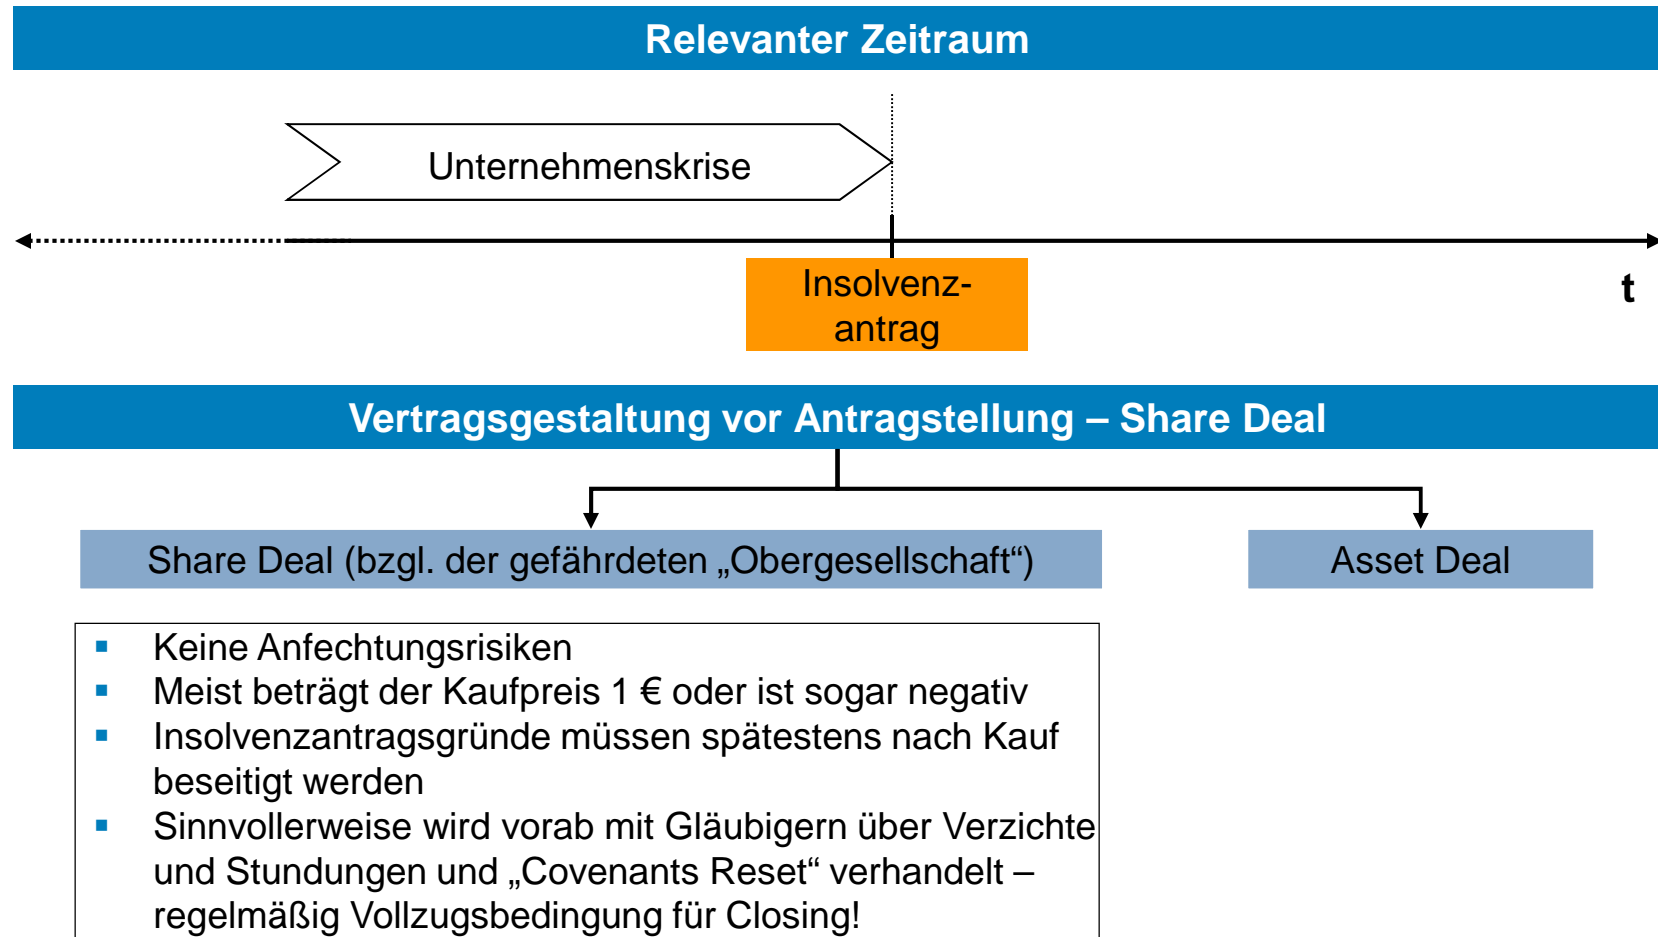 Relevanter Zeitraum
Unternehmenskrise
Insolvenz-
antrag
t
Vertragsgestaltung vor Antragstellung – Share Deal
Share Deal (bzgl. der gefährdeten „Obergesellschaft“)
Asset Deal
▪ Keine Anfechtungsrisiken
▪ Meist beträgt der Kaufpreis 1 € oder ist sogar negativ
▪ Insolvenzantragsgründe müssen spätestens nach Kauf
beseitigt werden
▪ Sinnvollerweise wird vorab mit Gläubigern über Verzichte
und Stundungen und „Covenants Reset“ verhandelt –
regelmäßig Vollzugsbedingung für Closing!